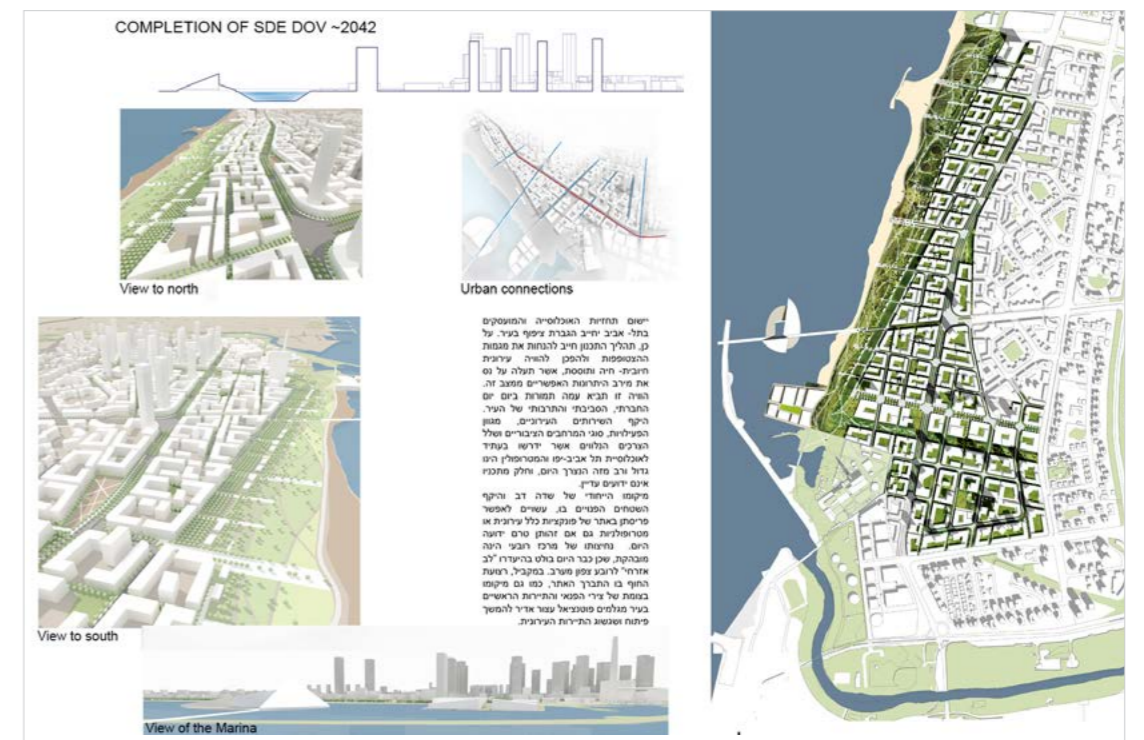 COMPLETION OF SDE DOV ~2042
View to north
Urban connections
יישום תחזיות האוכלוסייה והמועסקים
בתל- אביב יחייב הגברת ציפוף בעיר. על
כן, תהליך התכנון חייב להנחות את מגמות
ההצטופפות ולהפכן להוויה עירונית
חיובית- חיה ותוססת, אשר תעלה על נס
את מירב היתרונות האפשריים ממצב זה.
הוויה זו תביא עמה תמורות ביום יום
החברתי, הסביבתי והתרבותי של העיר.
היקף השירותים העירוניים, מגוון
הפעילויות, סוגי המרחבים הציבוריים ושלל
הצרכים הנלווים אשר ידרשו בעתיד
לאוכלוסיית תל אביב-יפו והמטרופולין הינו
גדול ורב מזה הנצרך היום, וחלק מתכניו
אינם ידועים עדיין.
מיקומו הייחודי של שדה דב והיקף
השטחים הפנויים בו, עשויים לאפשר
פריסתן באתר של פונקציות כלל עירונית או
מטרופולניות גם אם זהותן טרם ידועה
היום. נחיצותו של מרכז רובעי הינה
מובהקת, שכן כבר היום בולט בהיעדרו "לב
אזרחי" לרובע צפון מערב. במקביל, רצועת
החוף בו התברך האתר, כמו גם מיקומו
בצומת של צירי הפנאי והתיירות הראשיים
בעיר מגלמים פוטנציאל עצור אדיר להמשך
פיתוח ושגשוג התיירות העירונית.
View to south
View of the Marina